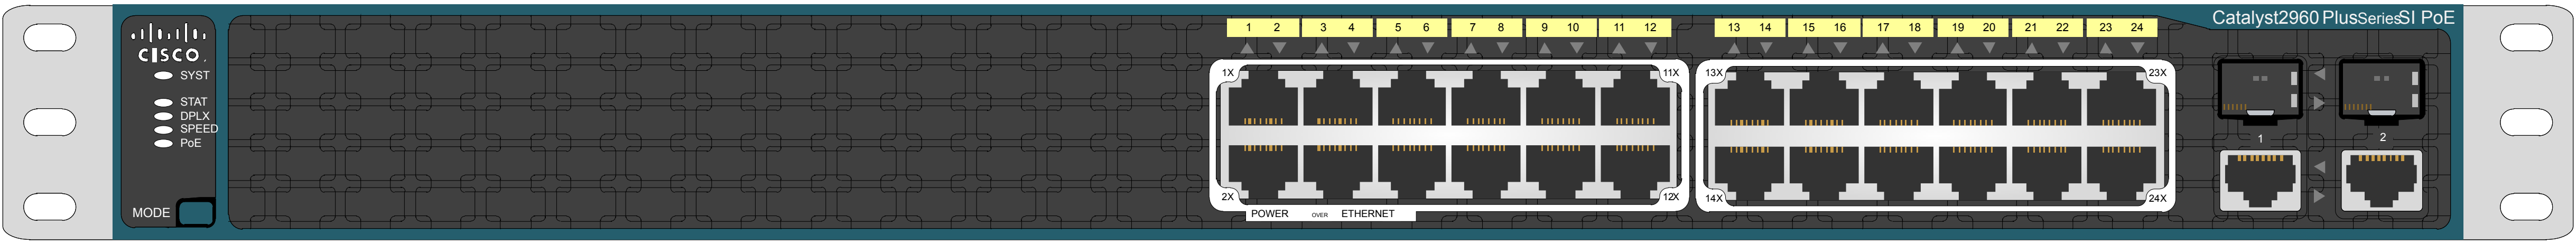 Catalyst2960 PlusSeriesSI PoE
1 2 3 4 5 6 7 8 9 10 11 12 13 14 15 16 17 18 19 20 21 22 23 24
CISCO.
SYST
STAT
DPLX
SPEED
PoE
MODE
1X 11X 13X 23X
2X 12X 14X 24X
POWER OVER ETHERNET
1 2